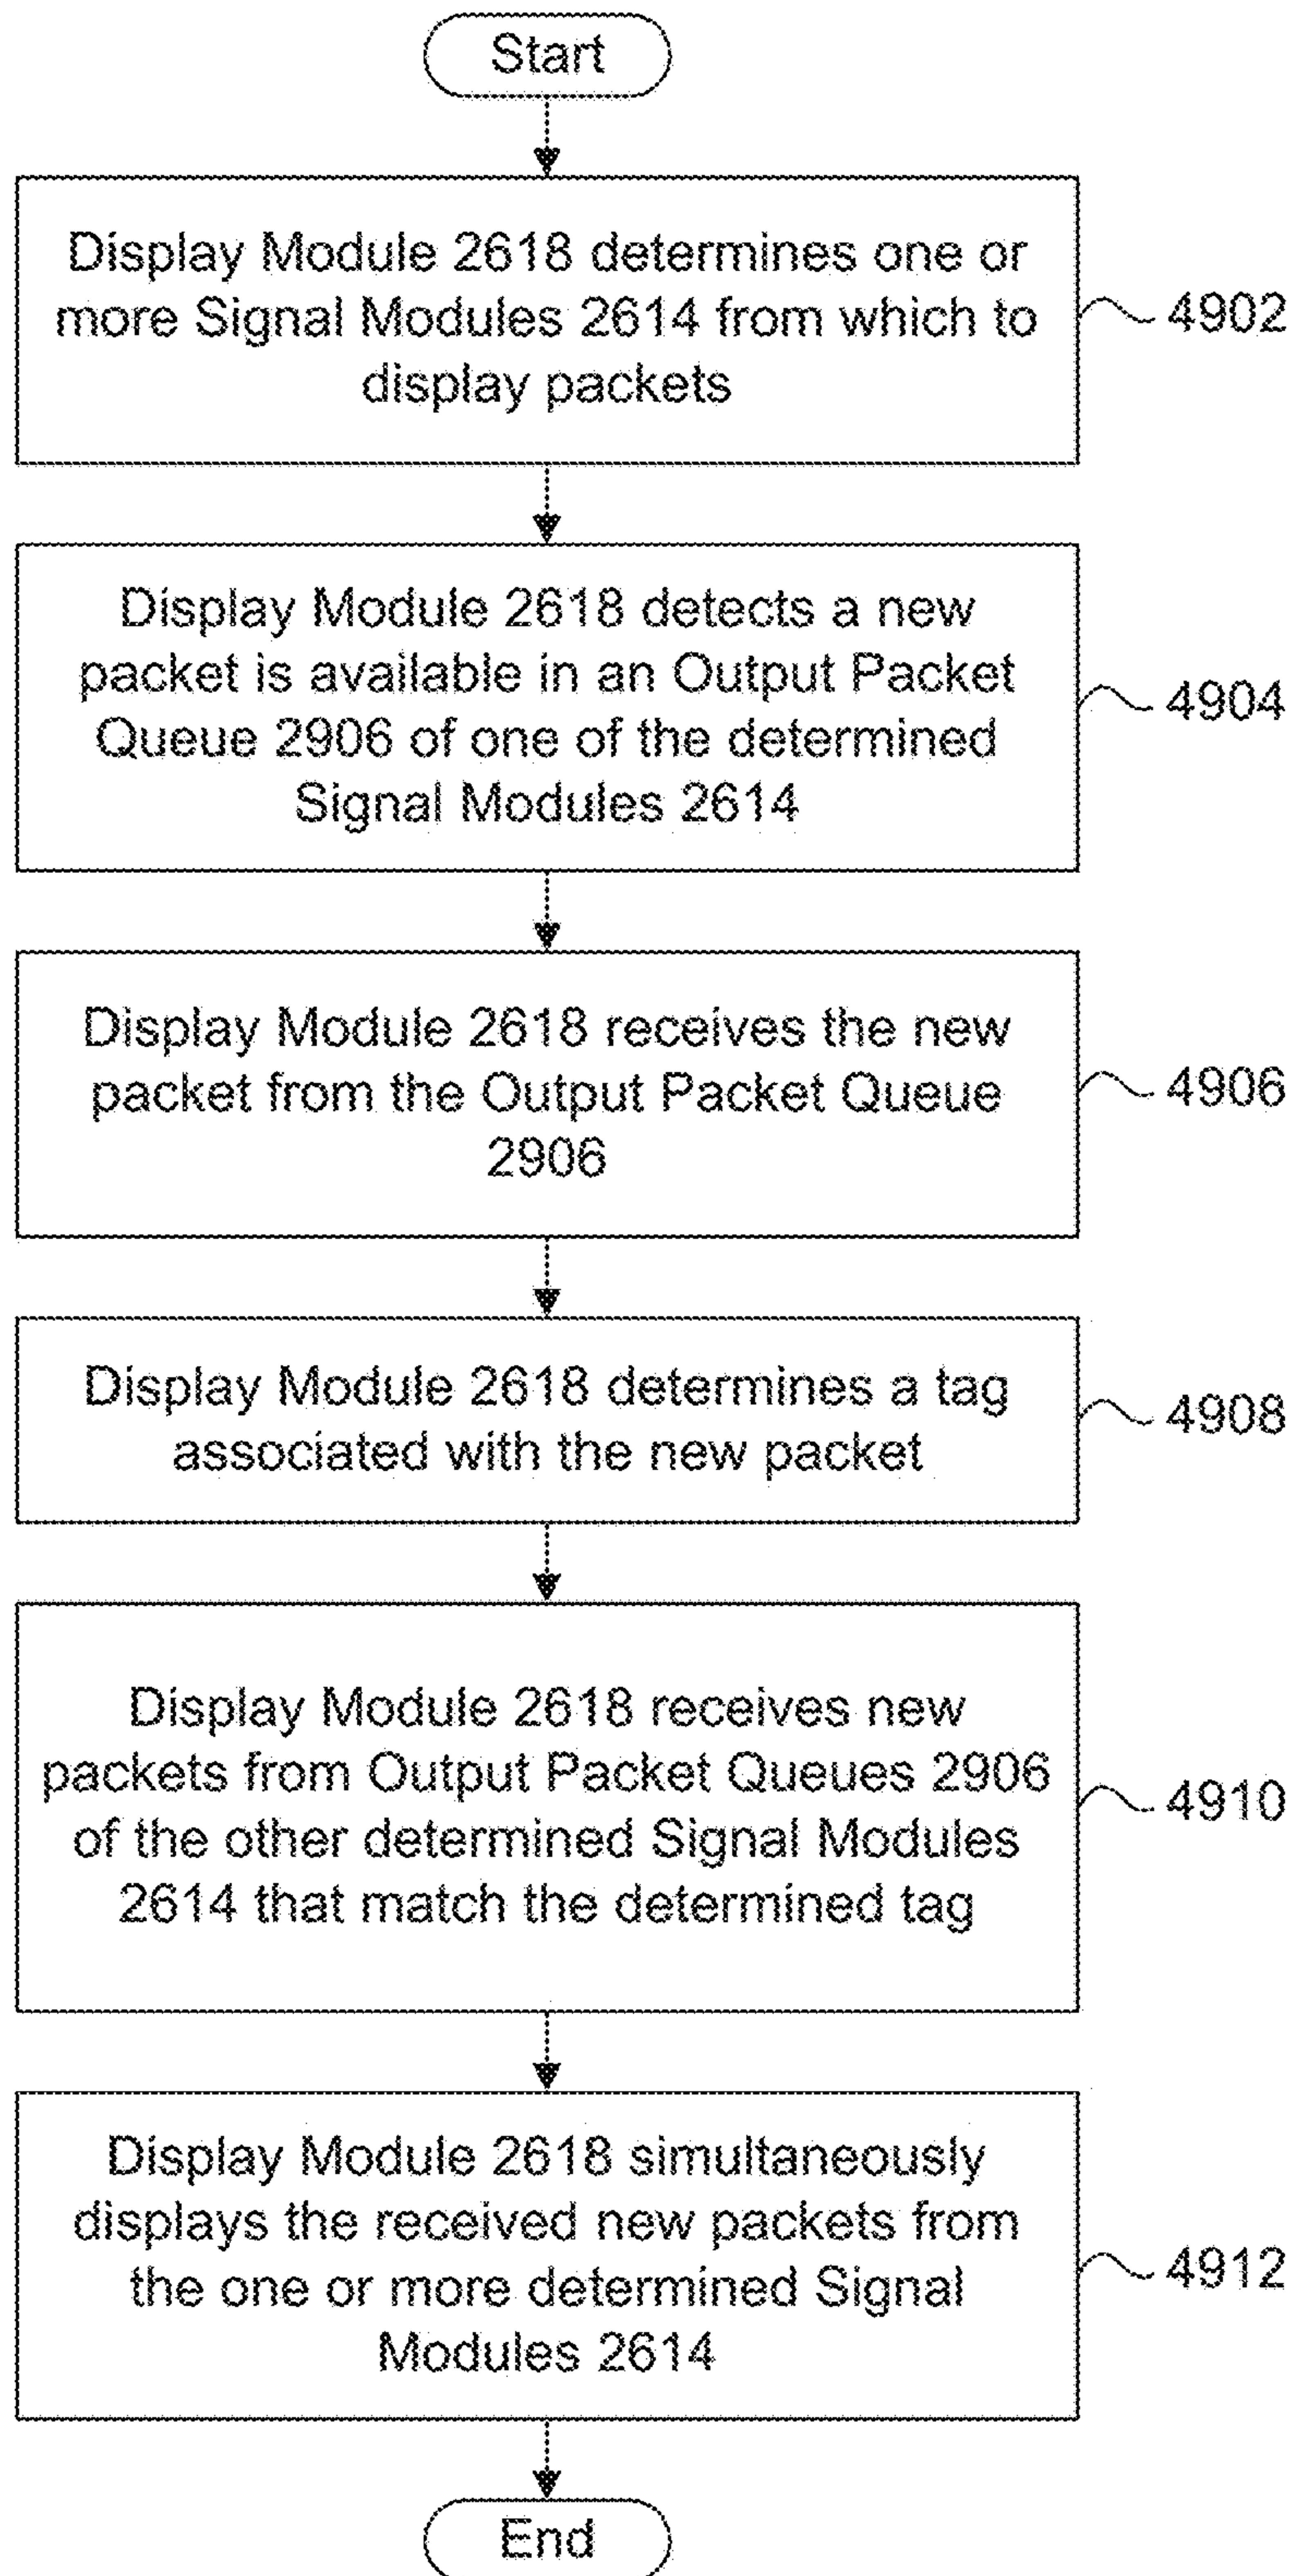 Start
Display Module 2618 determines one or
more Signal Modules 2614 from which to
display packets
4902
Display Module 2618 detects a new
packet is available in an Output Packet
Queue 2906 of one of the determined
Signal Modules 2614
4904
Display Module 2618 receives the new
packet from the Output Packet Queue
2906
4906
Display Module 2618 determines a tag
associated with the new packet
4908
Display Module 2618 receives new
packets from Output Packet Queues 2906
of the other determined Signal Modules
2614 that match the determined tag
4910
Display Module 2618 simultaneously
displays the received new packets from
the one or more determined Signal
Modules 2614
4912
End